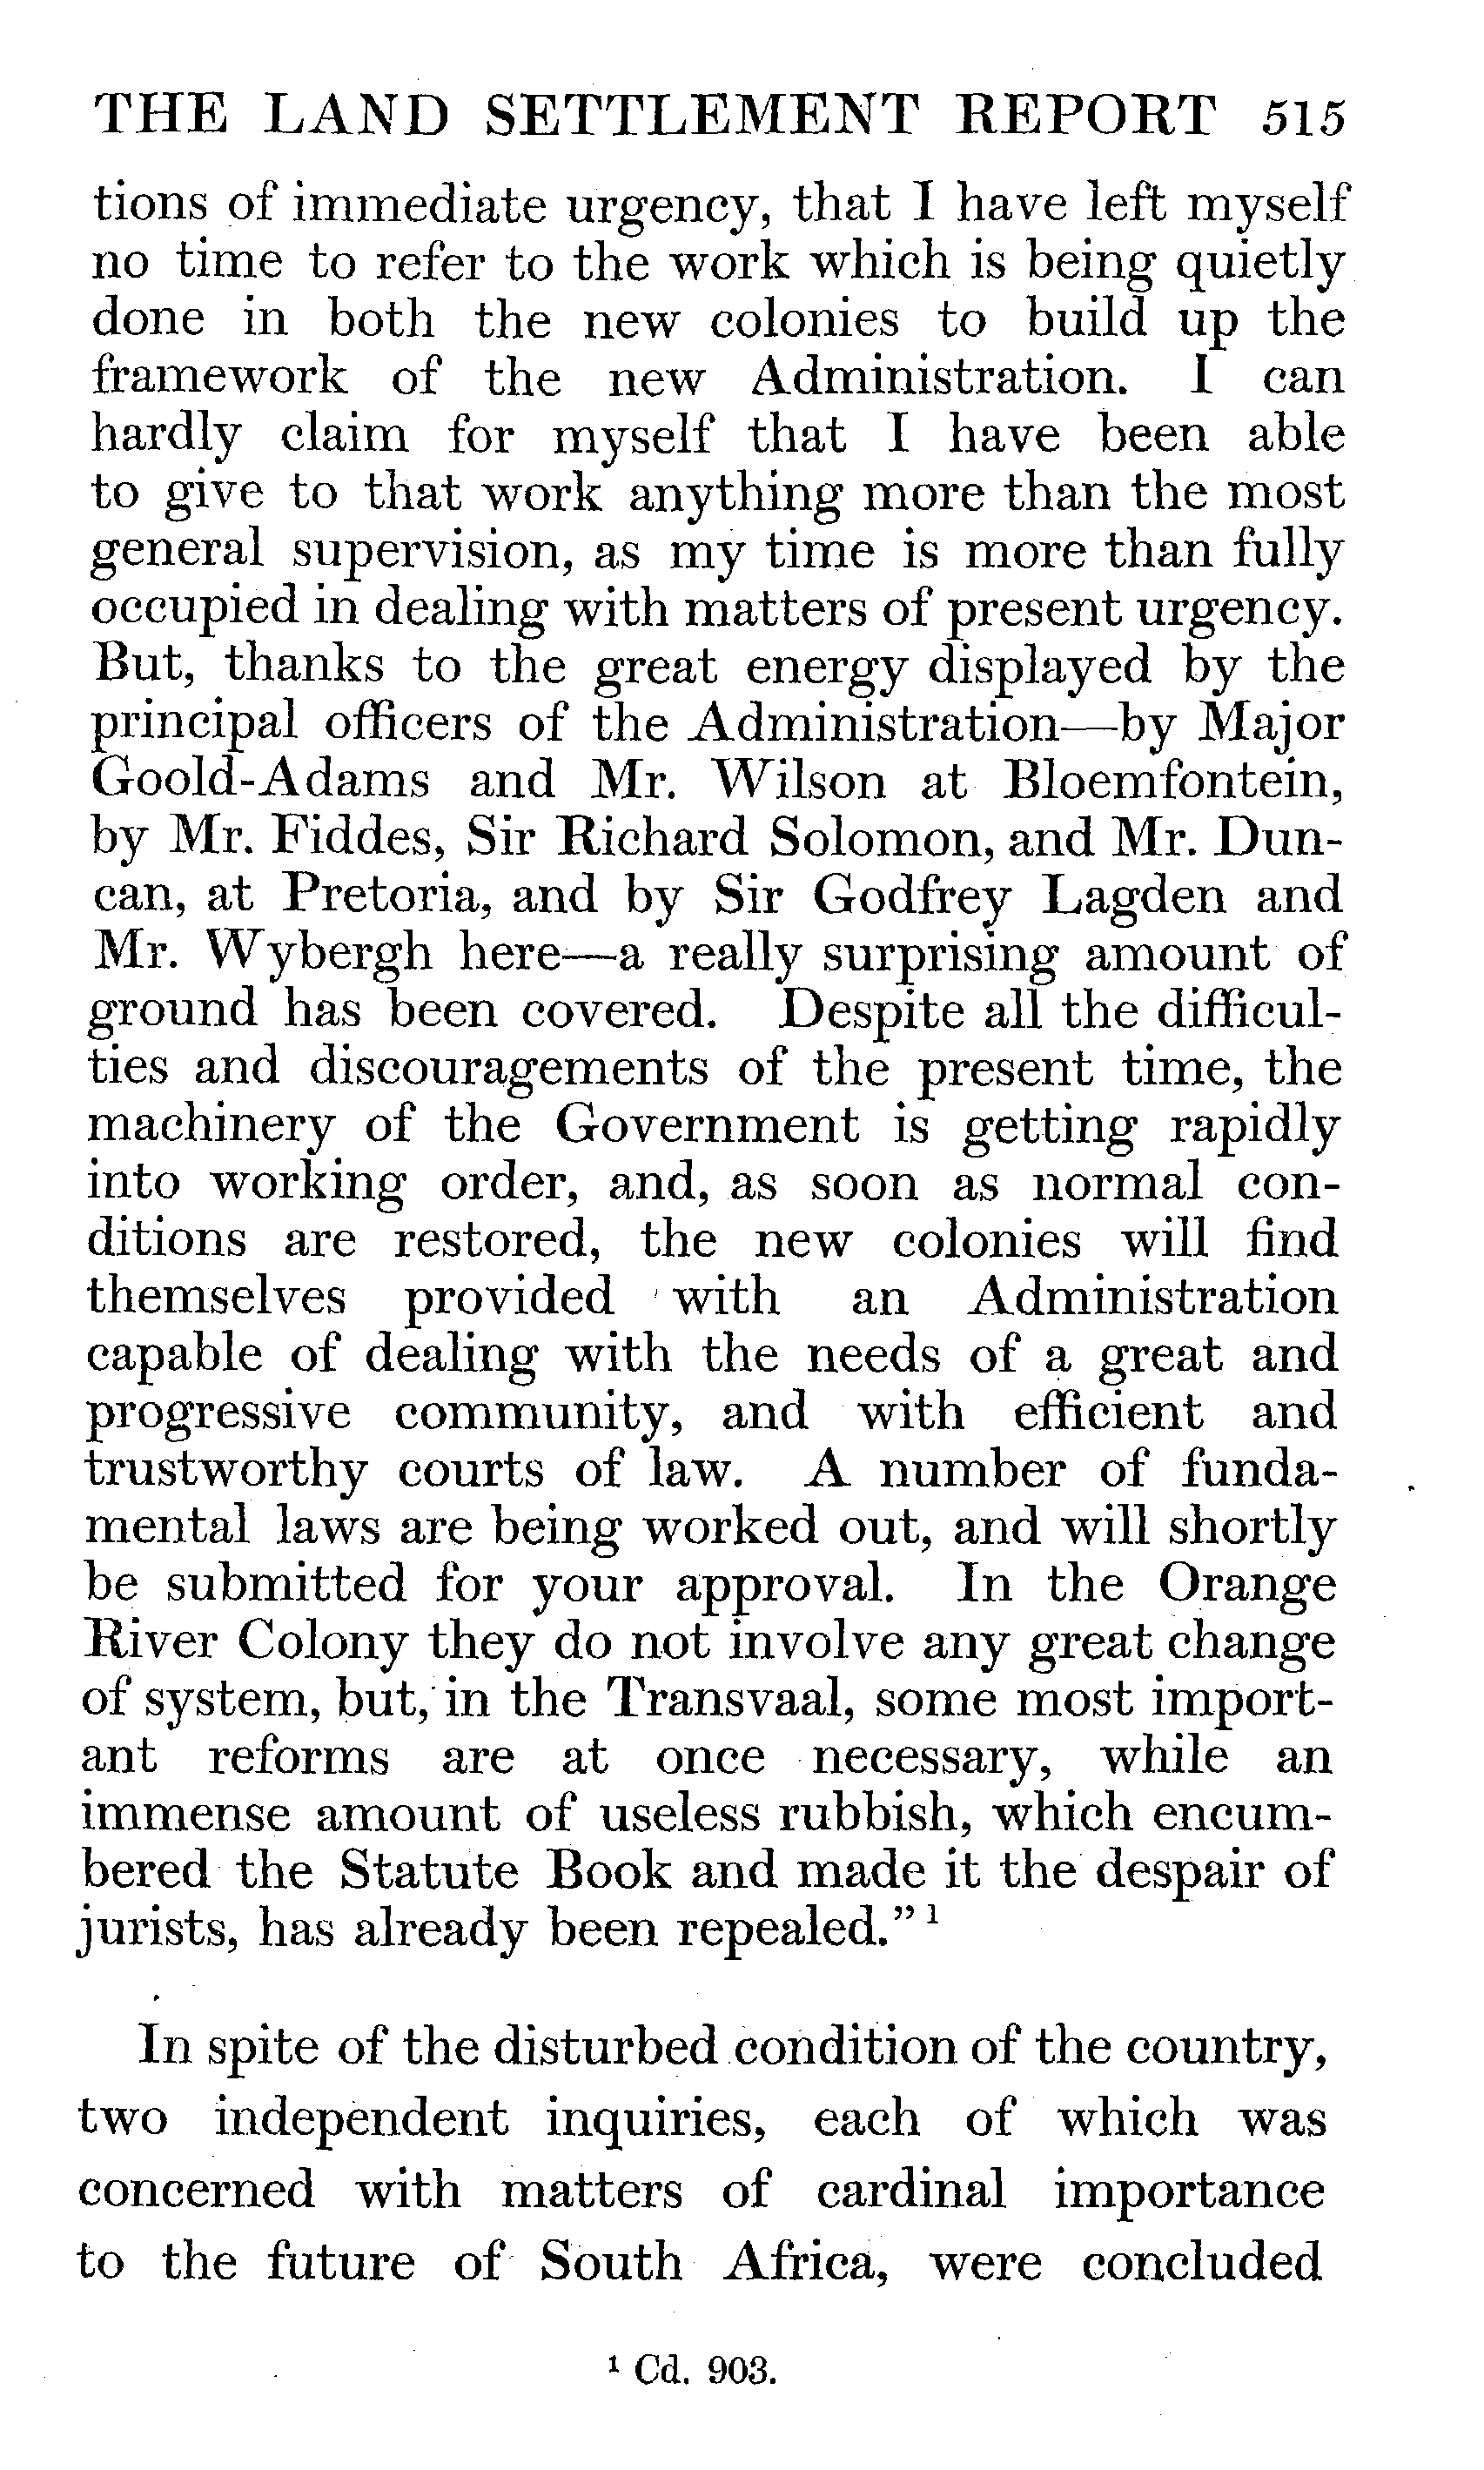 THE LAND SETTLEMENT REPORT 515
tions of immediate urgency, that I have left myself
no time to refer to the work which is being quietly
done in both the new colonies to build up the
framework of the new Administration. I can
hardly claim for myself that I have been able
to give to that work anything more than the most
general supervision, as my time is more than fully
occupied in dealing with matters of present urgency.
But, thanks to the great energy displayed by the
principal officers of the Administration—by Major
Goold-Adams and Mr. Wilson at Bloemfontein,
by Mr. Fiddes, Sir Richard Solomon, and Mr. Dun-
can, at Pretoria, and by Sir Godfrey Lagden and
Mr. Wybergh here—a really surprising amount of
ground has been covered. Despite all the difficul-
ties and discouragements of the present time, the
machinery of the Government is getting rapidly
into working order, and, as soon as normal con-
ditions are restored, the new colonies will find
themselves provided with an Administration
capable of dealing with the needs of a great and
progressive community, and with efficient and
trustworthy courts of law. A number of funda-
mental laws are being worked out, and will shortly
be submitted for your approval. In the Orange
River Colony they do not involve any great change
of system, but, in the Transvaal, some most import-
ant reforms are at once necessary, while an
immense amount of useless rubbish, which encum-
bered the Statute Book and made it the despair of
jurists, has already been repealed." 1
In spite of the disturbed condition of the country,
two independent inquiries, each of which was
concerned with matters of cardinal importance
to the future of South Africa, were concluded
1 Cd. 903.